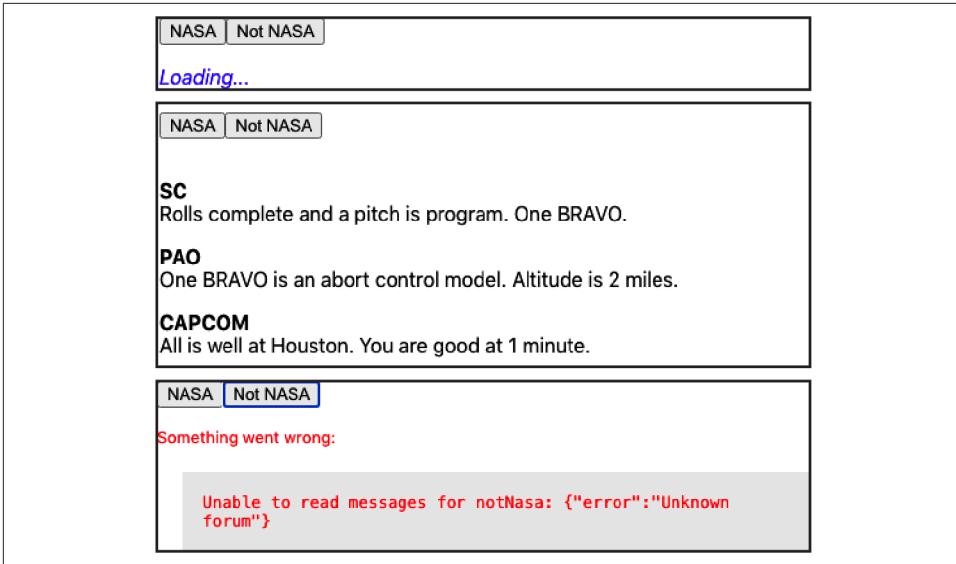 NASA Not NASA
Loading...
NASA Not NASA
SC
Rolls complete and a pitch is program. One BRAVO.
PAO
One BRAVO is an abort control model. Altitude is 2 miles.
CAPCOM
All is well at Houston. You are good at 1 minute.
NASA Not NASA
Something went wrong:
Unable to read messages for notNasa: {"error":"Unknown
forum"}